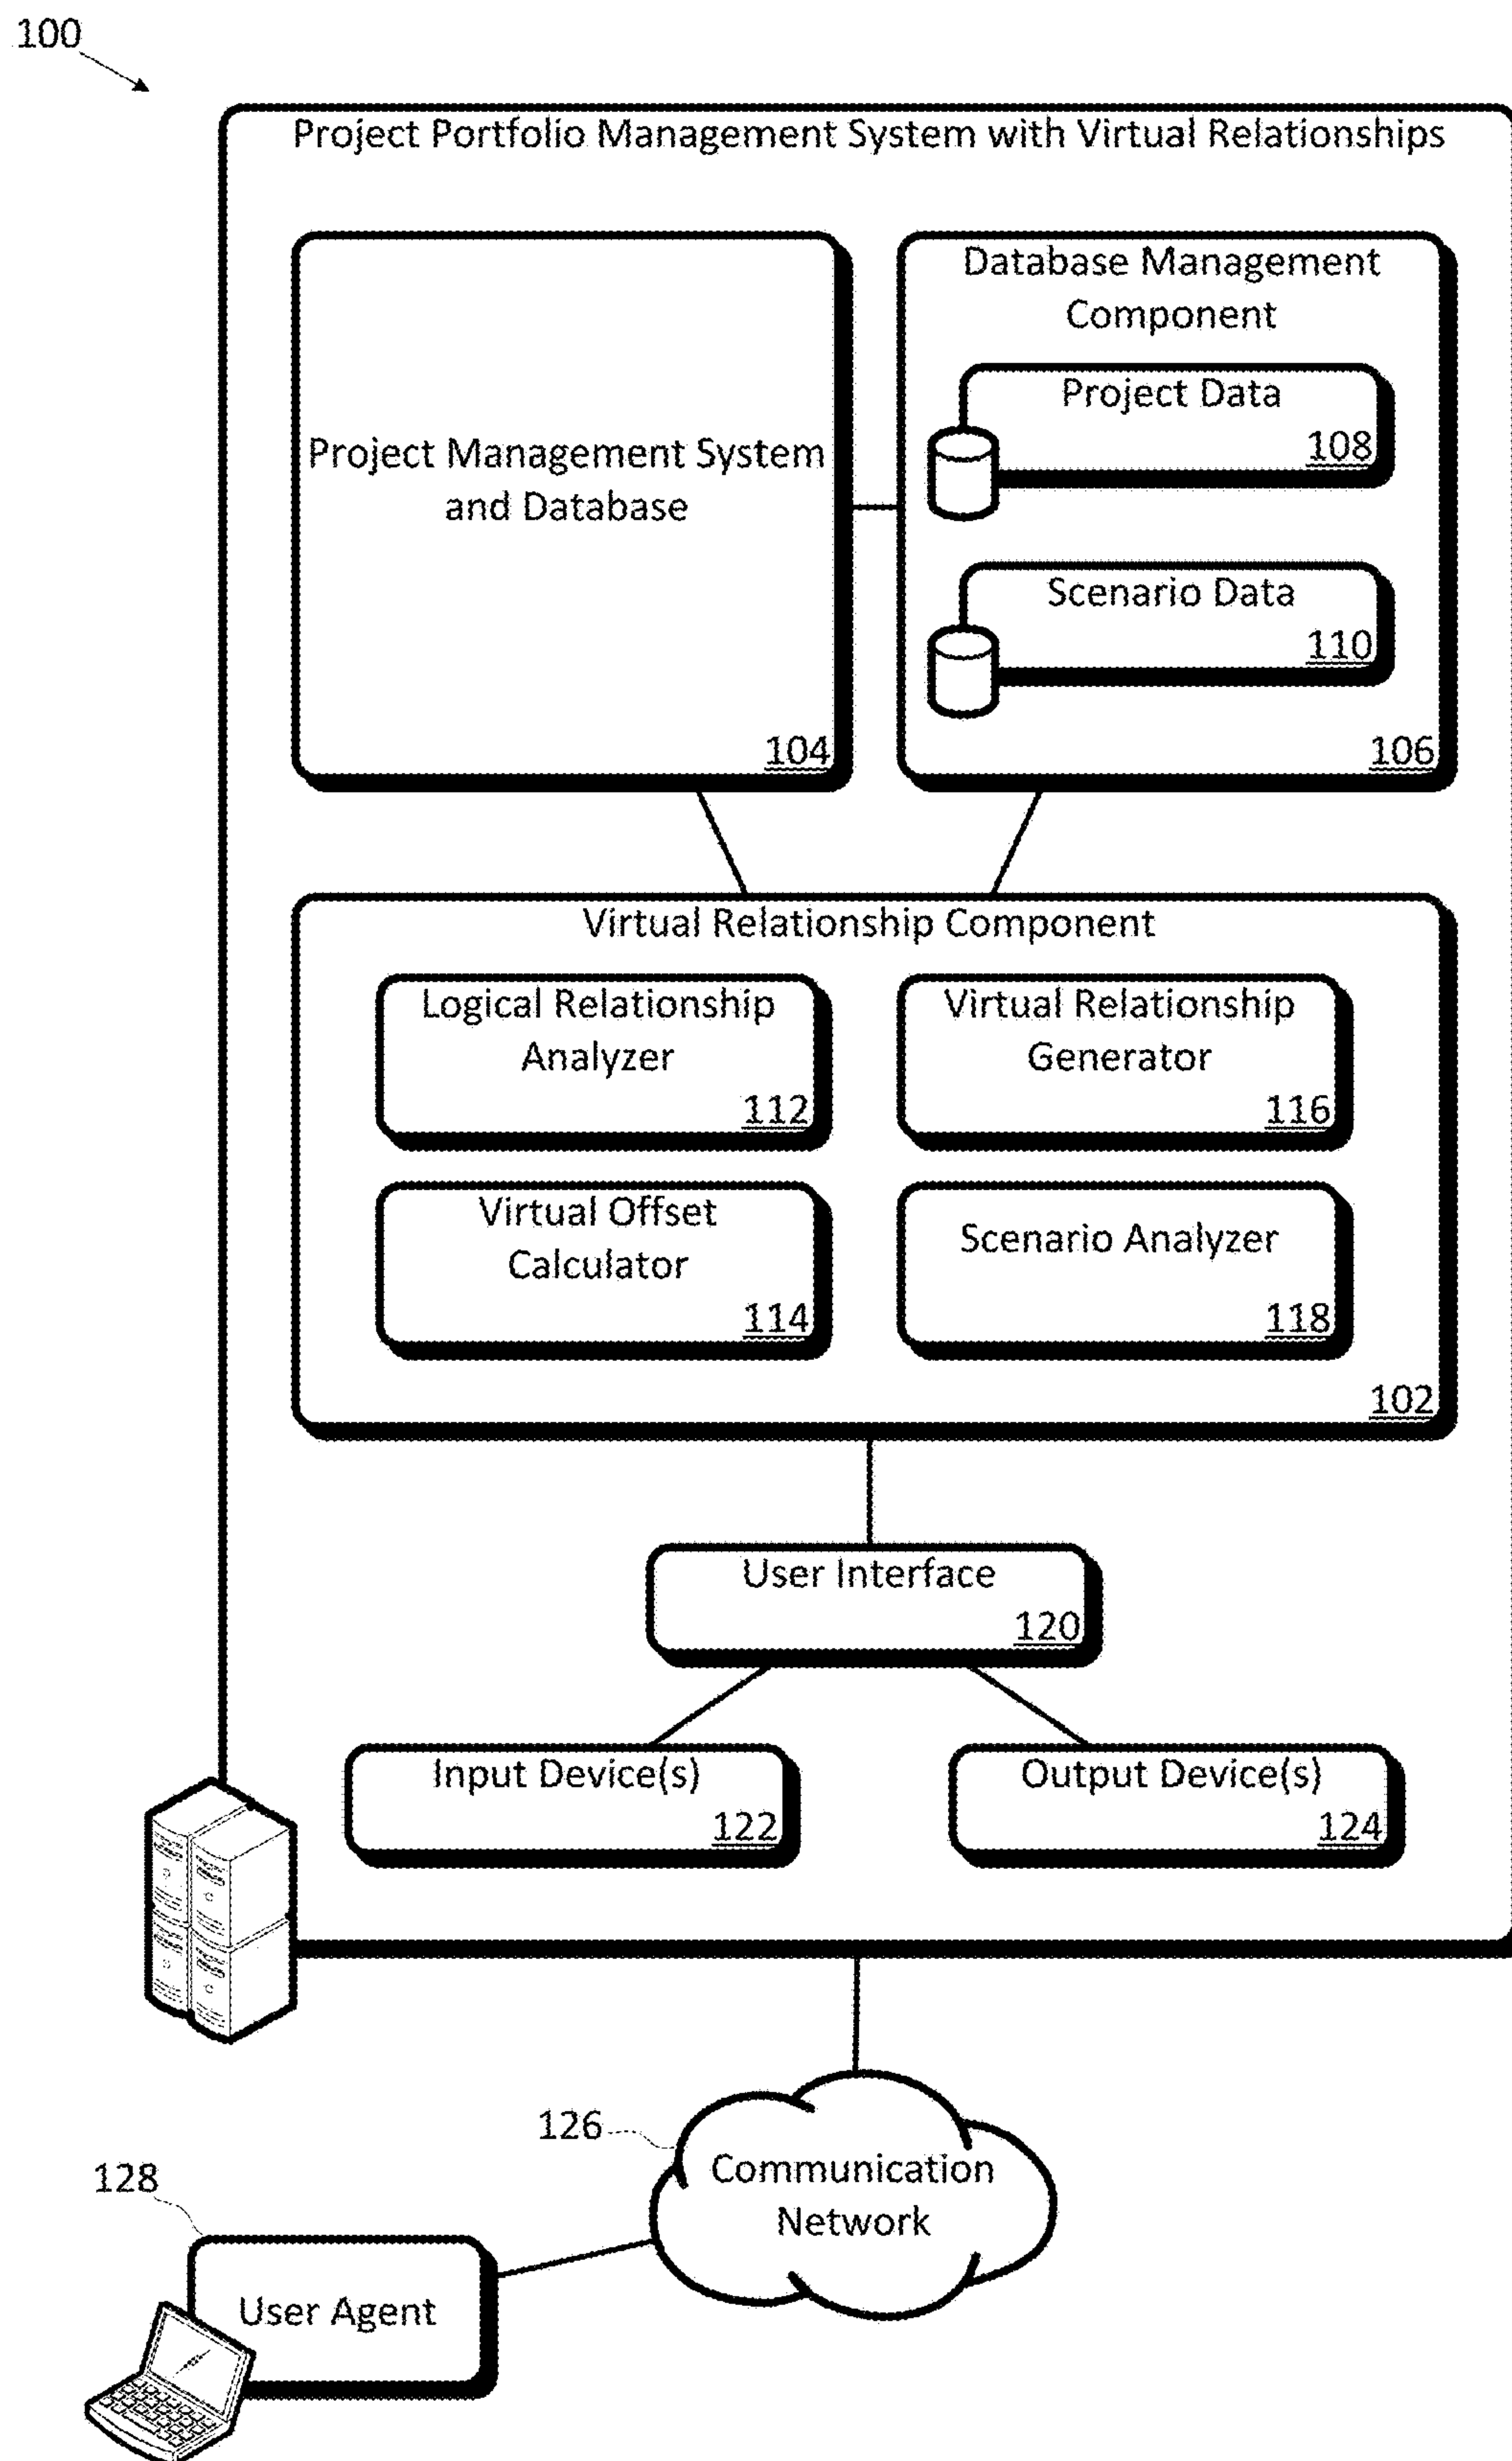 100
Project Portfolio Management System with Virtual Relationships
Project Management System
and Database
104
Database Management
Component
Project Data
108
Scenario Data
110
106
Virtual Relationship Component
Logical Relationship
Analyzer
112
Virtual Relationship
Generator
116
Virtual Offset
Calculator
114
Scenario Analyzer
118
102
User Interface
120
Input Device(s)
122
Output Device(s)
124
126
Communication
Network
128
User Agent